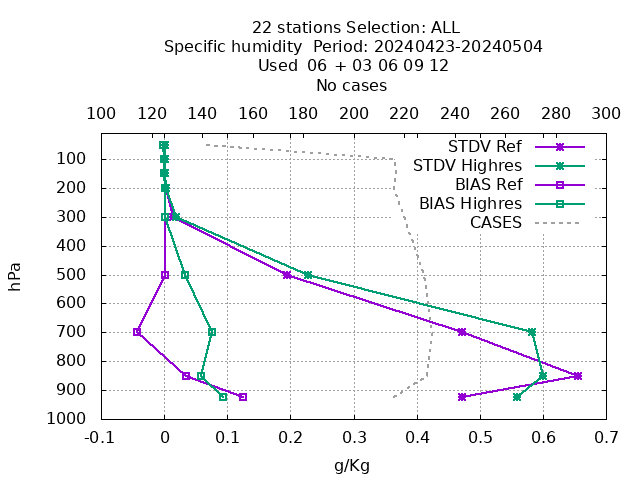 22 stations Selection: ALL
Specific humidity  Period: 20240423-20240504
Used 06 + 03 06 09 12
No cases
100 120 140 160 180 200 220 240 260 280 300
STDV Ref
STDV Highres
BIAS Ref
BIAS Highres
CASES
100
200
300
400
500
600
700
800
900
1000
hPa
-0.1 0 0.1 0.2 0.3 0.4 0.5 0.6 0.7
g/Kg